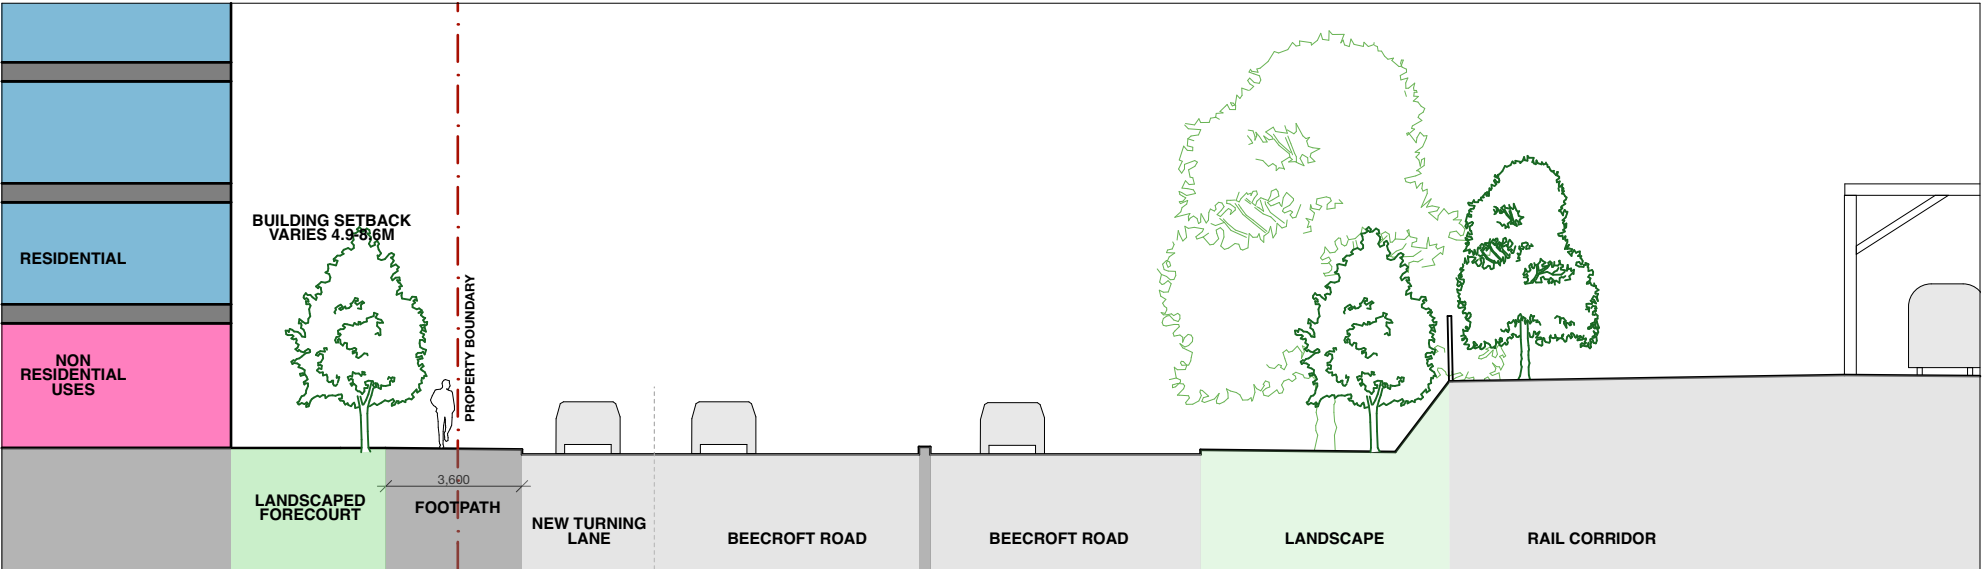 BUILDING SETBACK
VARIES 4.9-8.6M
RESIDENTIAL
PROPERTY BOUNDARY
NON
RESIDENTIAL
USES
3,600
LANDSCAPED
FORECOURT
FOOTPATH
NEW TURNING
LANE
BEECROFT ROAD
BEECROFT ROAD
LANDSCAPE
RAIL CORRIDOR